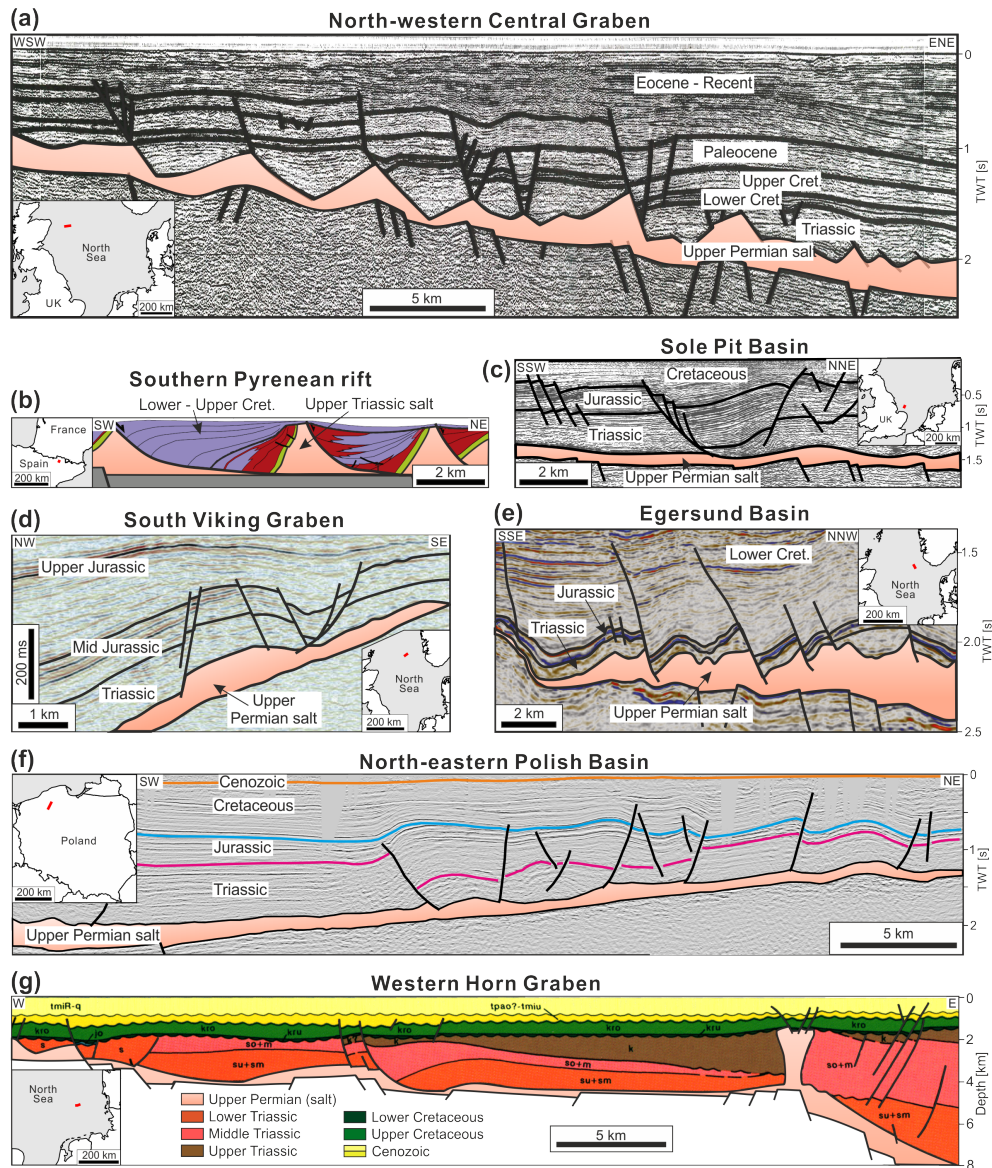 (a)
North-western Central Graben
WSW
ENE
0
Eocene - Recent
Paleocene
1
TWT [s]
Upper Cret
Lower Cret.
Triassic
Upper Permian salt
2
North
Sea
UK
200 km
5 km
(b)
Southern Pyrenean rift
Lower - Upper Cret.
Upper Triassic salt
France
Spain
200 km
SW
NE
2 km
(c)
Sole Pit Basin
SSW
NNE
Cretaceous
Jurassic
Triassic
Upper Permian salt
0
0.5
1
1.5
TWT [s]
UK
200 km
2 km
(d)
South Viking Graben
NW
SE
Upper Jurassic
Mid Jurassic
Triassic
Upper
Permian salt
200 ms
1 km
North
Sea
200 km
(e)
Egersund Basin
SSE
NNW
Lower Cret.
Jurassic
Triassic
Upper Permian salt
1.5
2.0
2.5
TWT [s]
North
Sea
200 km
2 km
(f)
North-eastern Polish Basin
SW
NE
Cenozoic
Cretaceous
Jurassic
Triassic
Upper Permian salt
0
1
2
TWT [s]
Poland
200 km
5 km
(g)
Western Horn Graben
W
E
tmiR-q
tpao?-tmiu
kro
jo
kro
kru
k
kro
kro
kru
kro
k
s
s
so+m
k
so+m
su+sm
su+sm
su+sm
0
2
4
6
8
Depth [km]
North
Sea
200 km
Upper Permian (salt)
Lower Triassic
Middle Triassic
Upper Triassic
Lower Cretaceous
Upper Cretaceous
Cenozoic
5 km